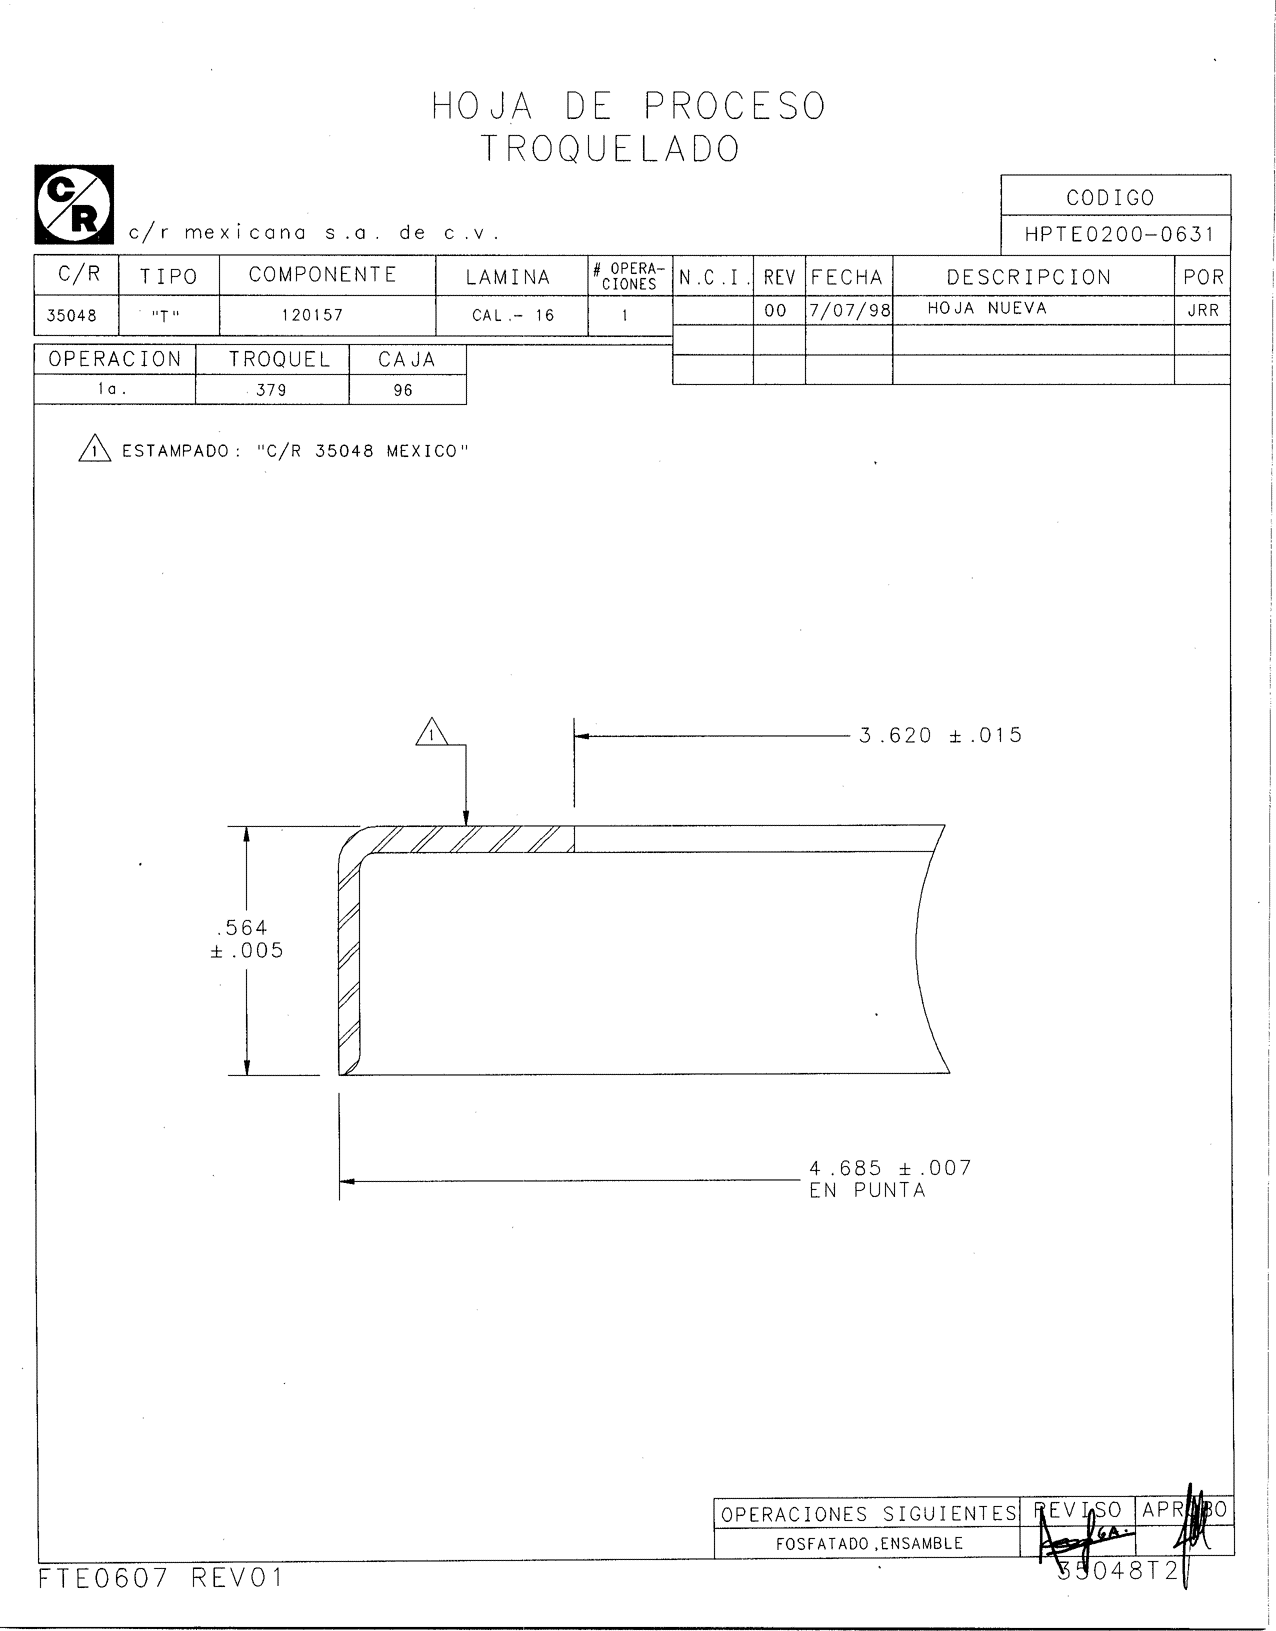 HOJA DE PROCESO
TROQUELADO
C/R
c/r mexicana s.a. de c.v.
CODIGO
HPTE0200-0631
C/R TIPO COMPONENTE LAMINA # OPERA-CIONES N.C.I. REV FECHA DESCRIPCION POR
35048 "T" 120157 CAL.- 16 1 00 7/07/98 HOJA NUEVA JRR
OPERACION TROQUEL CAJA
1a. 379 96
1 ESTAMPADO: "C/R 35048 MEXICO"
1
3.620 ±.015
.564
±.005
4.685 ±.007
EN PUNTA
OPERACIONES SIGUIENTES REVISO APROBO
FOSFATADO,ENSAMBLE
FTE0607 REV01
35048T2